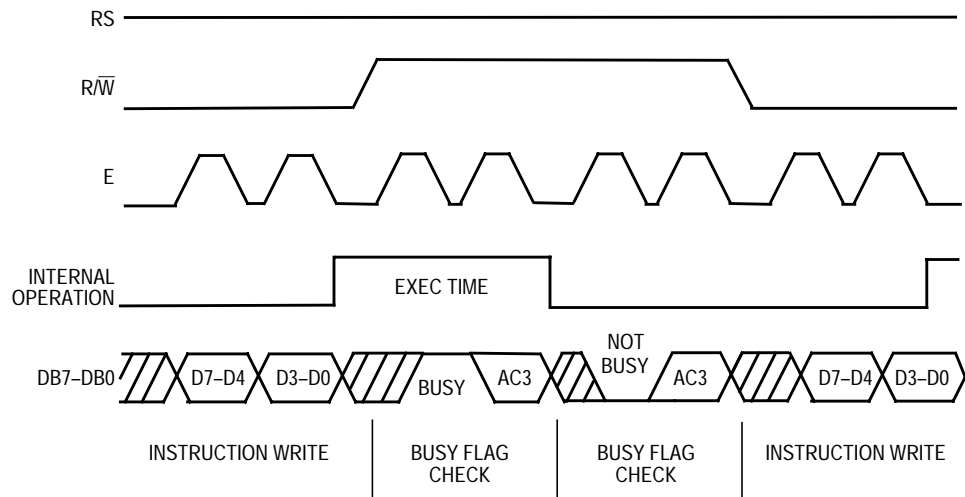 RS
R/W̅
E
INTERNAL
OPERATION
EXEC TIME
DB7–DB0
D7–D4
D3–D0
BUSY
AC3
NOT
BUSY
AC3
D7–D4
D3–D0
INSTRUCTION WRITE
BUSY FLAG
CHECK
BUSY FLAG
CHECK
INSTRUCTION WRITE